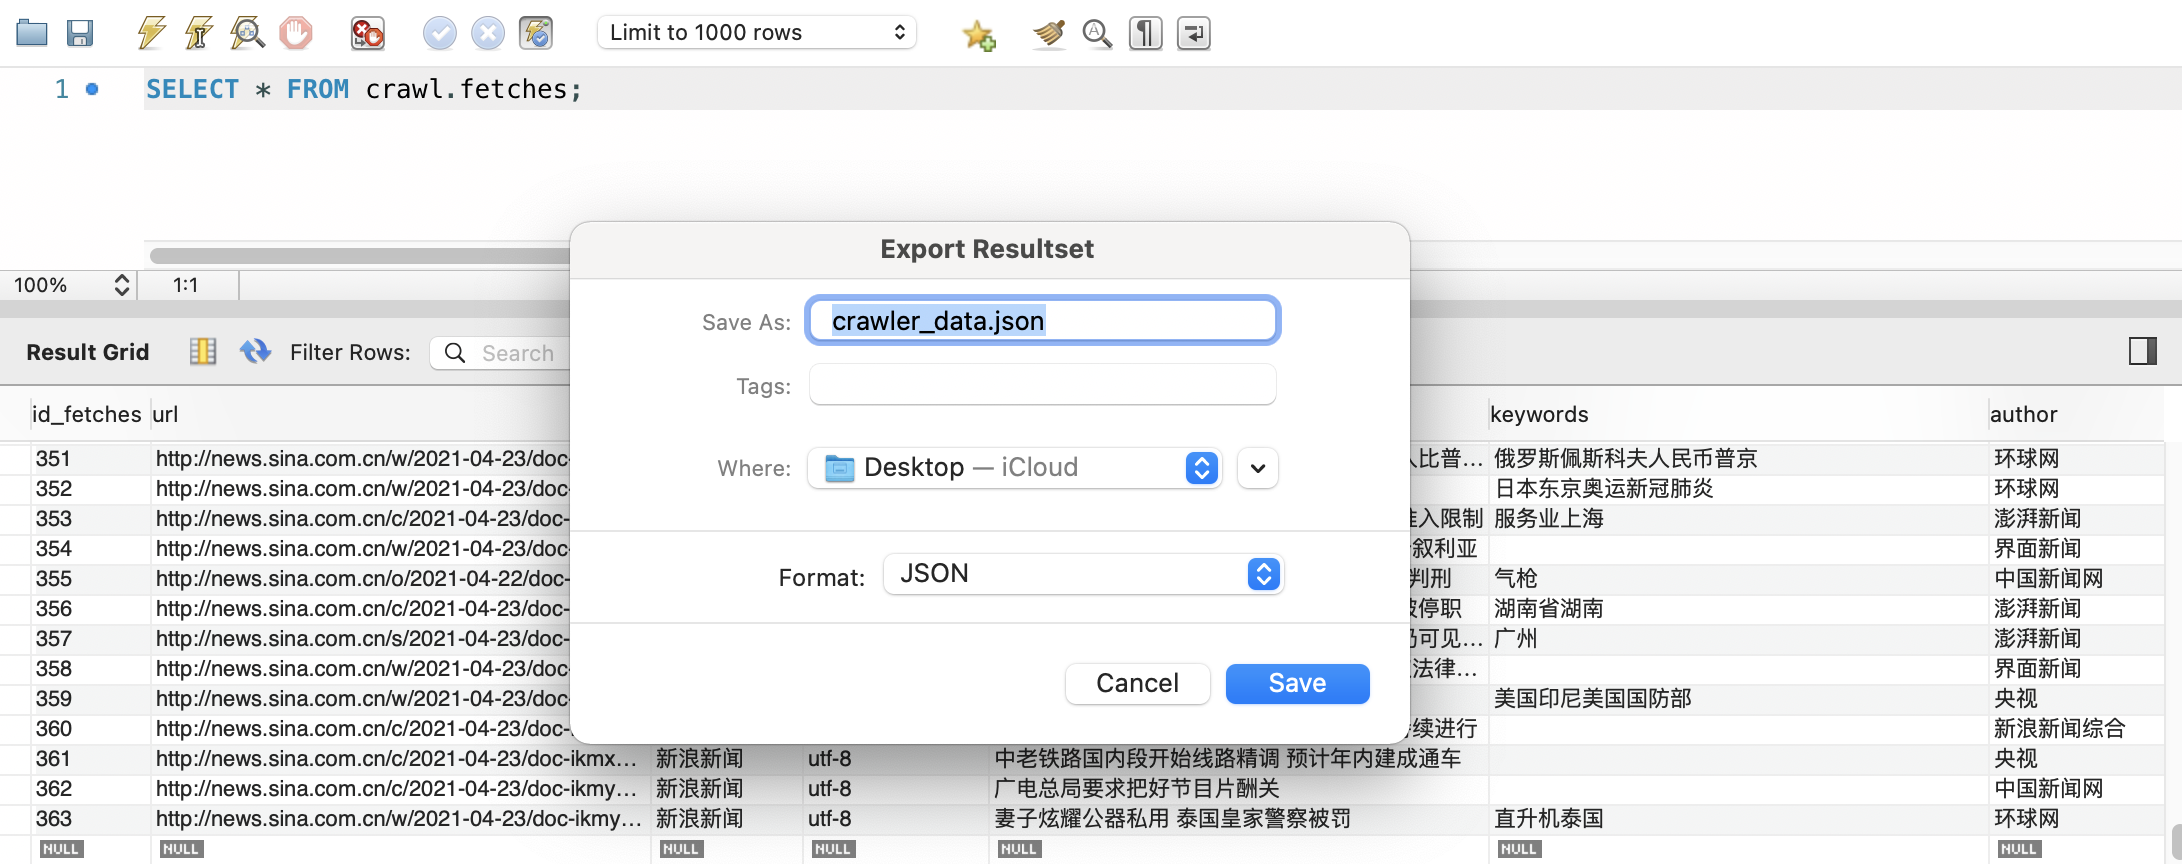 Limit to 1000 rows
1 SELECT * FROM crawl.fetches;
Export Resultset
Save As: crawler_data.json
Tags:
Where: Desktop — iCloud
Format: JSON
Cancel Save
100% 1:1
Result Grid Filter Rows: Search
id_fetches url keywords author
351 http://news.sina.com.cn/w/2021-04-23/doc- 人比普... 俄罗斯佩斯科夫人民币普京 环球网
352 http://news.sina.com.cn/w/2021-04-23/doc- 日本东京奥运新冠肺炎 环球网
353 http://news.sina.com.cn/c/2021-04-23/doc- 准入限制 服务业上海 澎湃新闻
354 http://news.sina.com.cn/w/2021-04-23/doc- 叙利亚 界面新闻
355 http://news.sina.com.cn/o/2021-04-22/doc- 判刑 气枪 中国新闻网
356 http://news.sina.com.cn/c/2021-04-23/doc- 被停职 湖南省湖南 澎湃新闻
357 http://news.sina.com.cn/s/2021-04-23/doc- 仍可见... 广州 澎湃新闻
358 http://news.sina.com.cn/w/2021-04-23/doc- 法律... 界面新闻
359 http://news.sina.com.cn/w/2021-04-23/doc- 美国印尼美国国防部 央视
360 http://news.sina.com.cn/c/2021-04-23/doc- 持续进行 新浪新闻综合
361 http://news.sina.com.cn/c/2021-04-23/doc-ikmx... 新浪新闻 utf-8 中老铁路国内段开始线路精调 预计年内建成通车 央视
362 http://news.sina.com.cn/c/2021-04-23/doc-ikmy... 新浪新闻 utf-8 广电总局要求把好节目片酬关 中国新闻网
363 http://news.sina.com.cn/w/2021-04-23/doc-ikmy... 新浪新闻 utf-8 妻子炫耀公器私用 泰国皇家警察被罚 直升机泰国 环球网
NULL NULL NULL NULL NULL NULL NULL